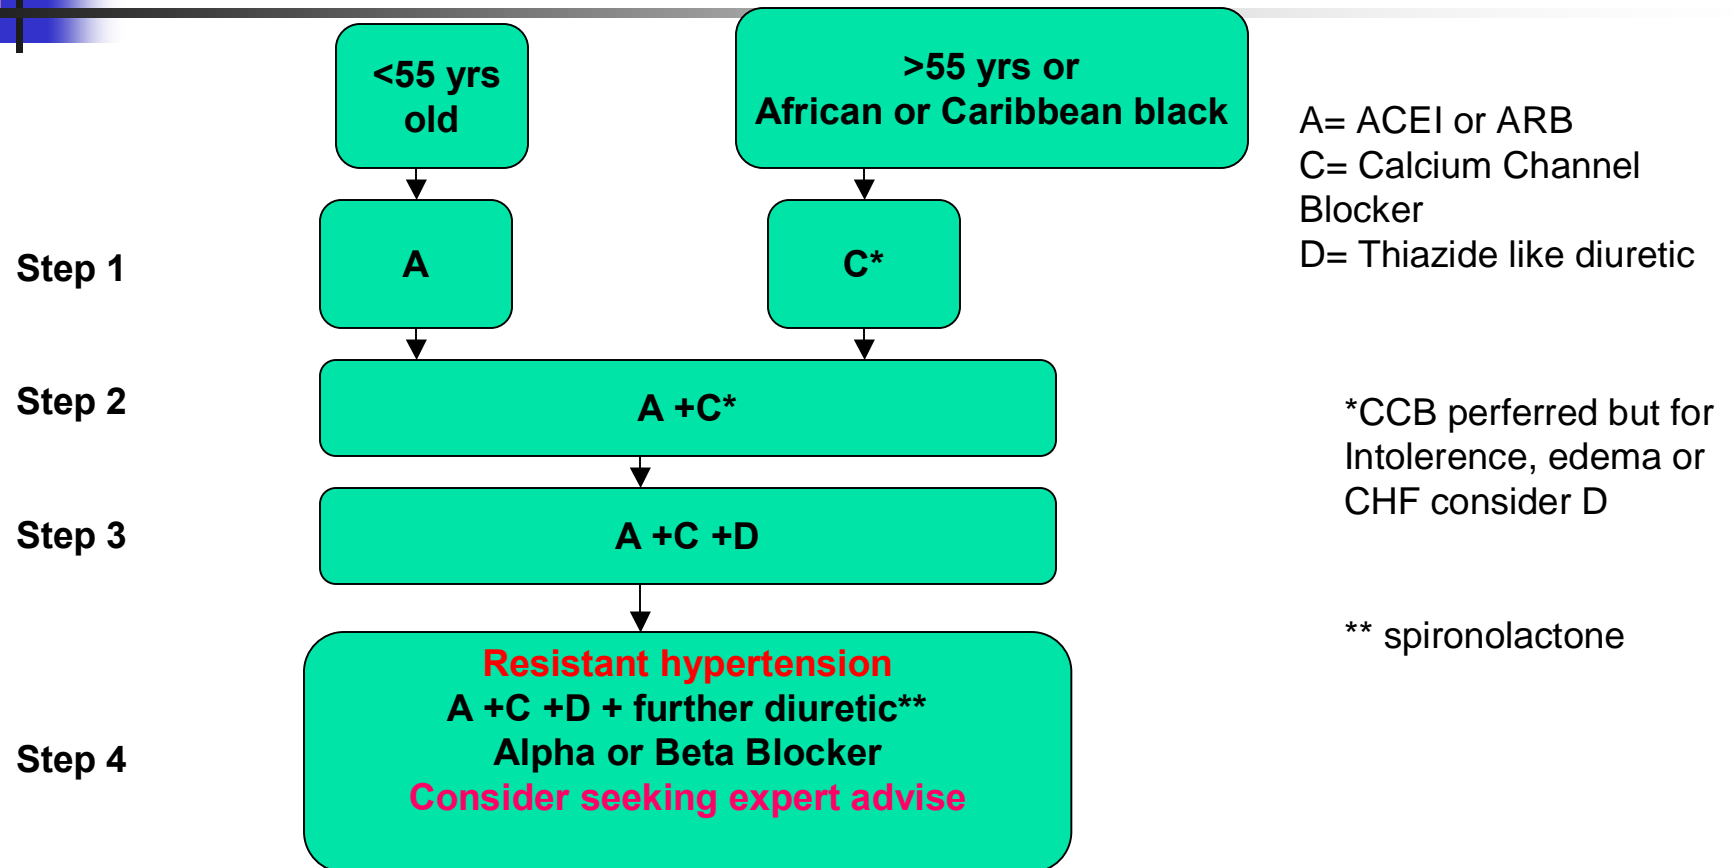 <55 yrs
old
>55 yrs or
African or Caribbean black
A= ACEI or ARB
C= Calcium Channel
Blocker
D= Thiazide like diuretic
Step 1
A
C*
Step 2
A +C*
*CCB perferred but for
Intolerence, edema or
CHF consider D
Step 3
A +C +D
** spironolactone
Step 4
Resistant hypertension
A +C +D + further diuretic**
Alpha or Beta Blocker
Consider seeking expert advise